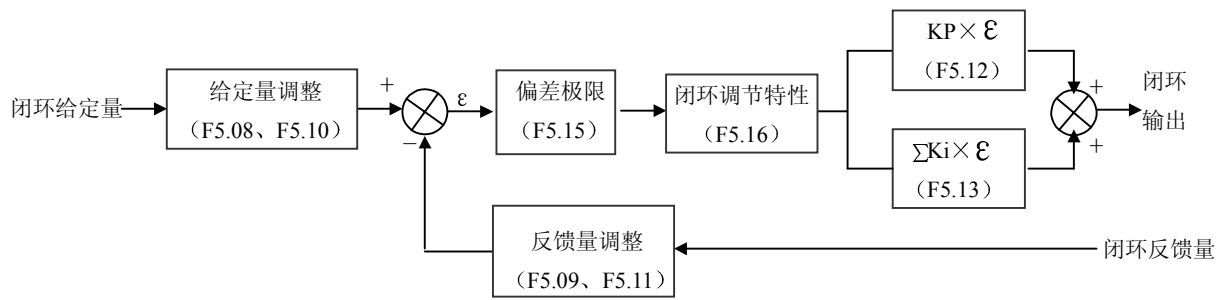 闭环给定量
给定量调整
（F5.08、F5.10）
+
−
ε
偏差极限
（F5.15）
闭环调节特性
（F5.16）
KP× ε
（F5.12）
∑Ki× ε
（F5.13）
+
+
闭环
输出
反馈量调整
（F5.09、F5.11）
闭环反馈量